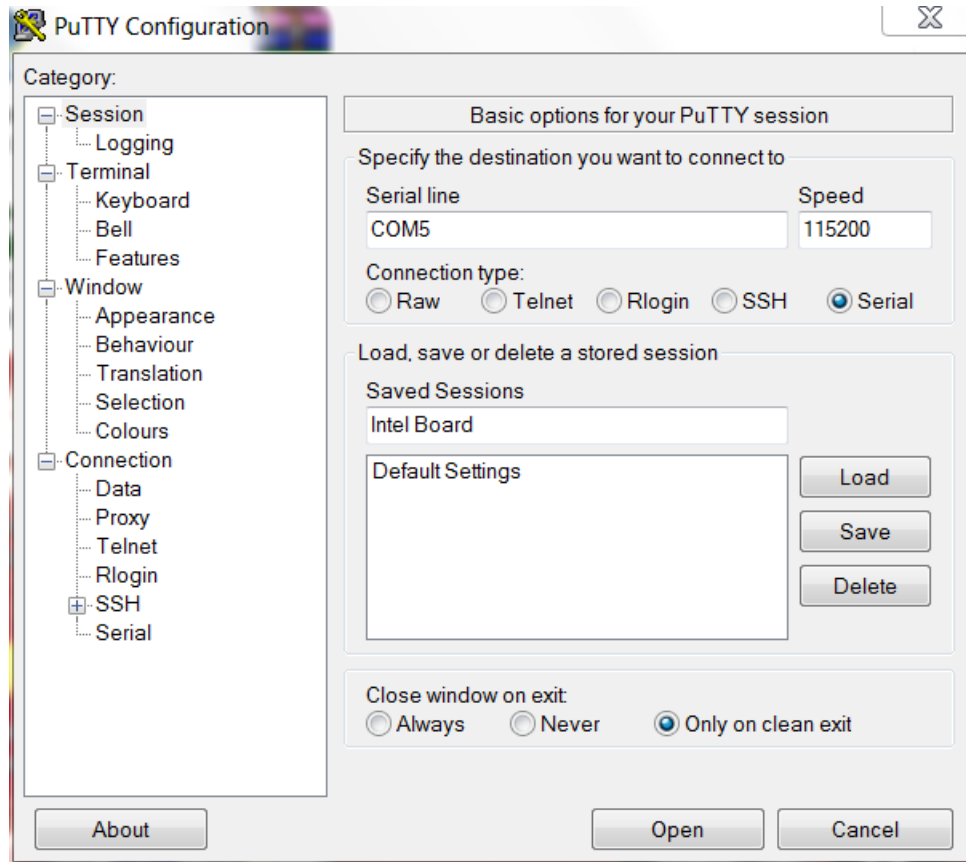 PuTTY Configuration
Category:
Session
Logging
Terminal
Keyboard
Bell
Features
Window
Appearance
Behaviour
Translation
Selection
Colours
Connection
Data
Proxy
Telnet
Rlogin
SSH
Serial
Basic options for your PuTTY session
Specify the destination you want to connect to
Serial line Speed
COM5 115200
Connection type:
Raw Telnet Rlogin SSH Serial
Load, save or delete a stored session
Saved Sessions
Intel Board
Default Settings
Load
Save
Delete
Close window on exit:
Always Never Only on clean exit
About Open Cancel